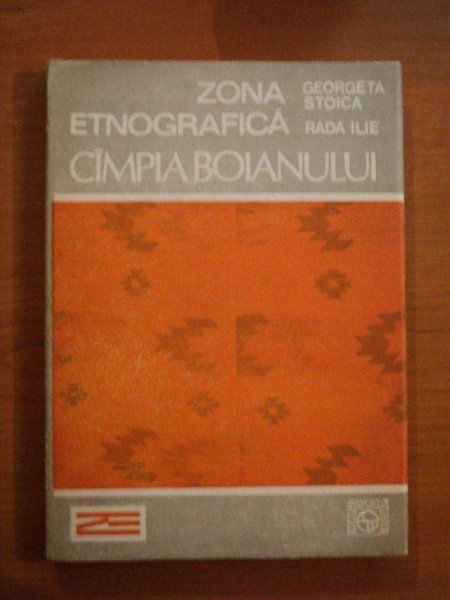 ZONA
ETNOGRAFICĂ
CÎMPIA BOIANULUI
GEORGETA
STOICA
RADA ILIE